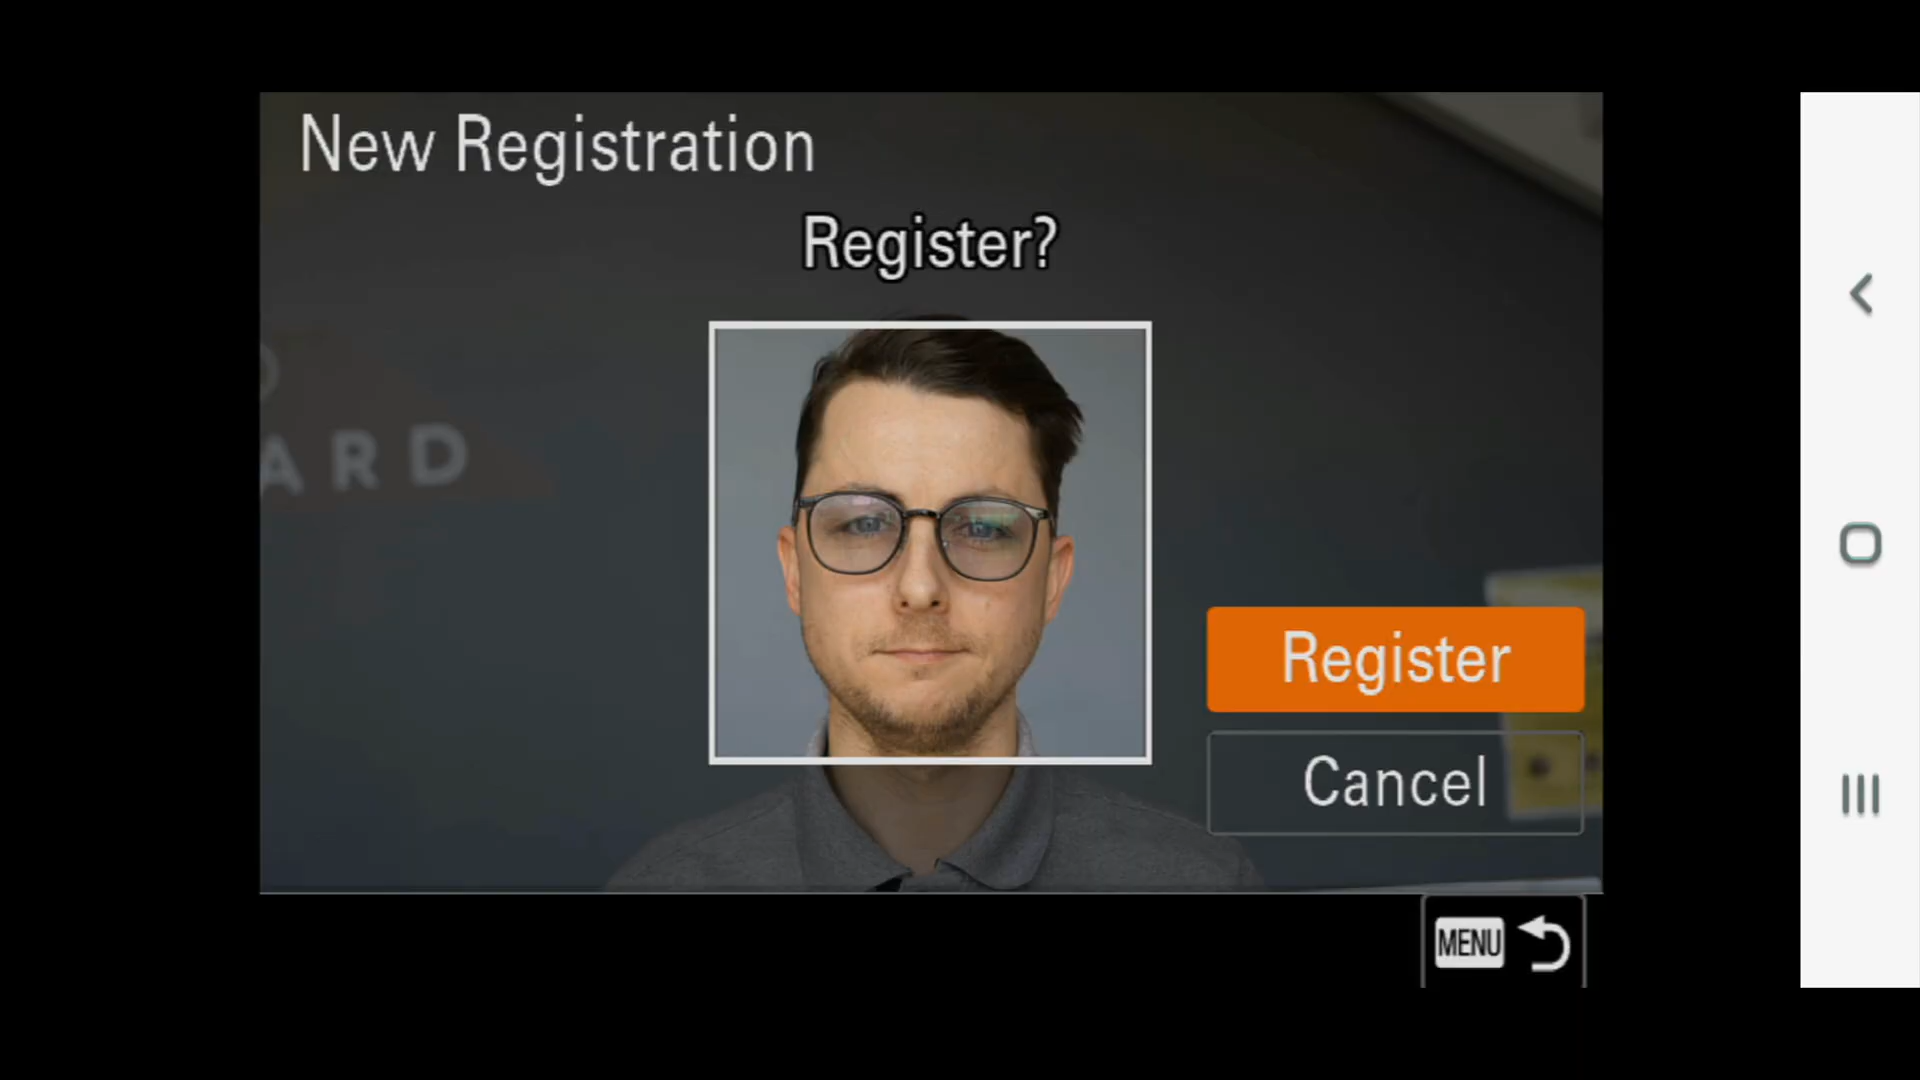 New Registration
Register?
ARD
Register
Cancel
MENU